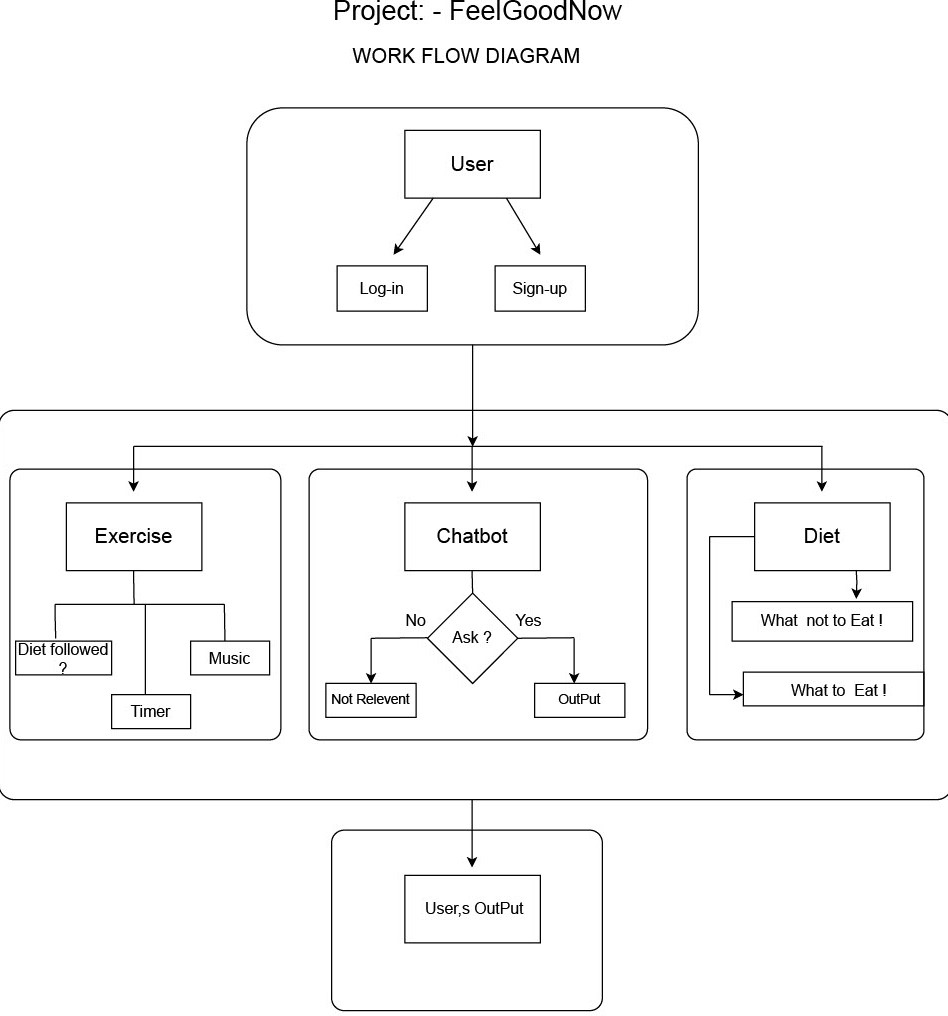 Project: - FeelGoodNow
WORK FLOW DIAGRAM
User
Log-in
Sign-up
Exercise
Chatbot
Diet
No
Yes
Ask ?
What  not to Eat !
Diet followed
?
Music
Timer
Not Relevent
OutPut
What to  Eat !
User,s OutPut